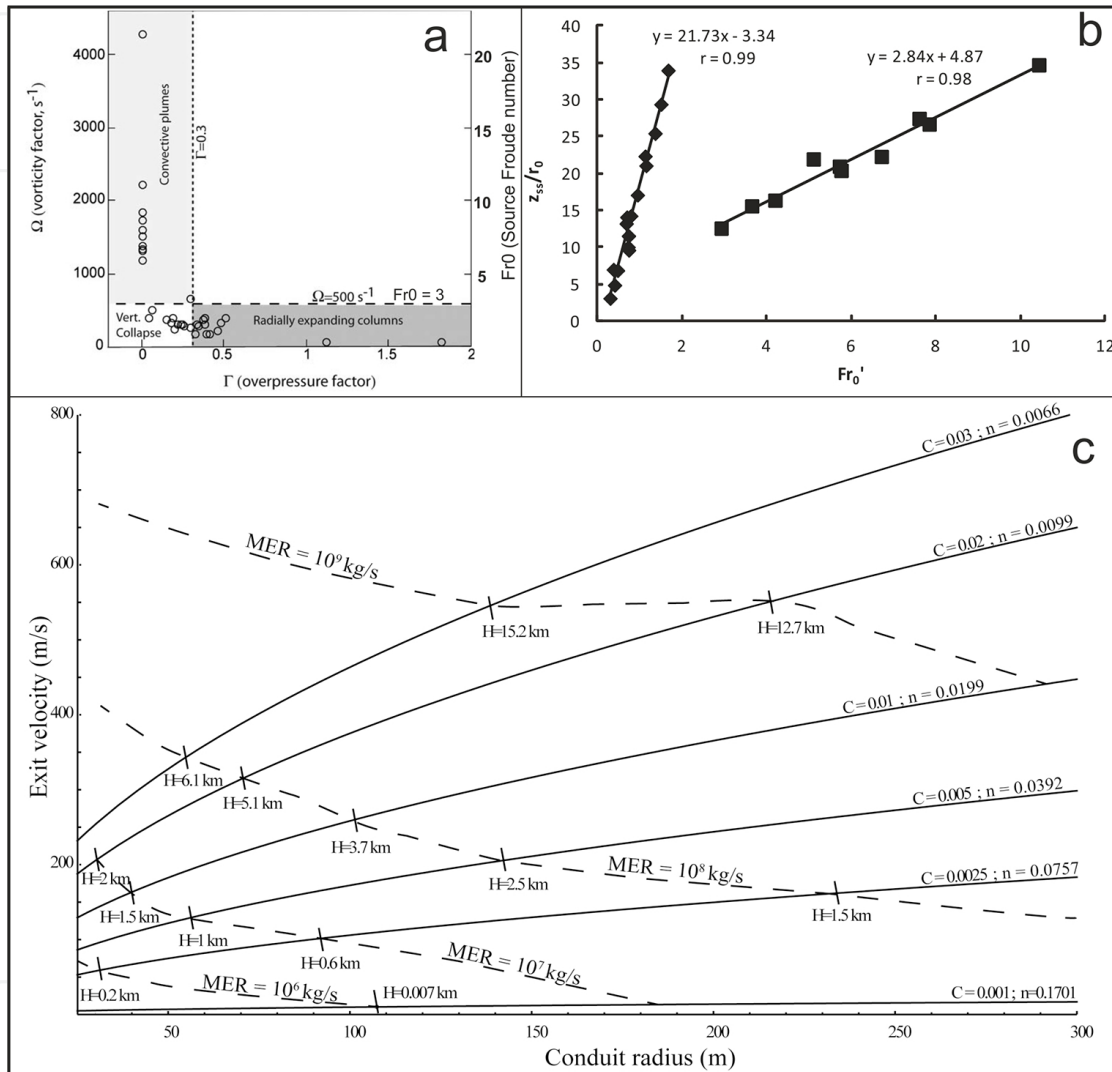 a
4000
3000
2000
1000
0
Ω (vorticity factor, s⁻¹)
Convective plumes
Γ=0.3
20
15
10
5
Fr0 (Source Froude number)
Ω=500 s⁻¹
Fr0 = 3
Vert.
Collapse
Radially expanding columns
0
0.5
1
1.5
2
Γ (overpressure factor)
b
y = 21.73x - 3.34
r = 0.99
y = 2.84x + 4.87
r = 0.98
40
35
30
25
20
15
10
5
0
z_ss/r_0
0
2
4
6
8
10
12
Fr_0'
c
800
600
400
200
Exit velocity (m/s)
C=0.03 ; n = 0.0066
C=0.02 ; n = 0.0099
C=0.01 ; n = 0.0199
C=0.005 ; n = 0.0392
C=0.0025 ; n = 0.0757
C=0.001; n=0.1701
MER = 10⁹ kg/s
H=15.2 km
H=12.7 km
H=6.1 km
H=5.1 km
H=3.7 km
H=2.5 km
MER = 10⁸ kg/s
H=1.5 km
H=2 km
H=1.5 km
H=1 km
H=0.6 km
MER = 10⁷ kg/s
H=0.2 km
MER = 10⁶ kg/s
H=0.007 km
50
100
150
200
250
300
Conduit radius (m)